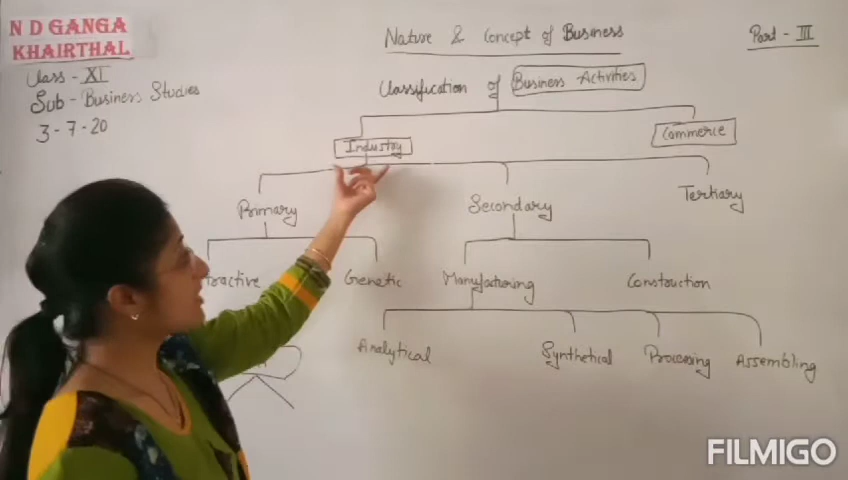 N D GANGA
KHAIRTHAL
Class - XI
Sub - Business Studies
3-7-20
Nature & Concept of Business
Part - III
Classification of Business Activities
Industry
Commerce
Primary
Secondary
Tertiary
Genetic
Manufacturing
Construction
Analytical
Synthetical
Processing
Assembling
FILMIGO